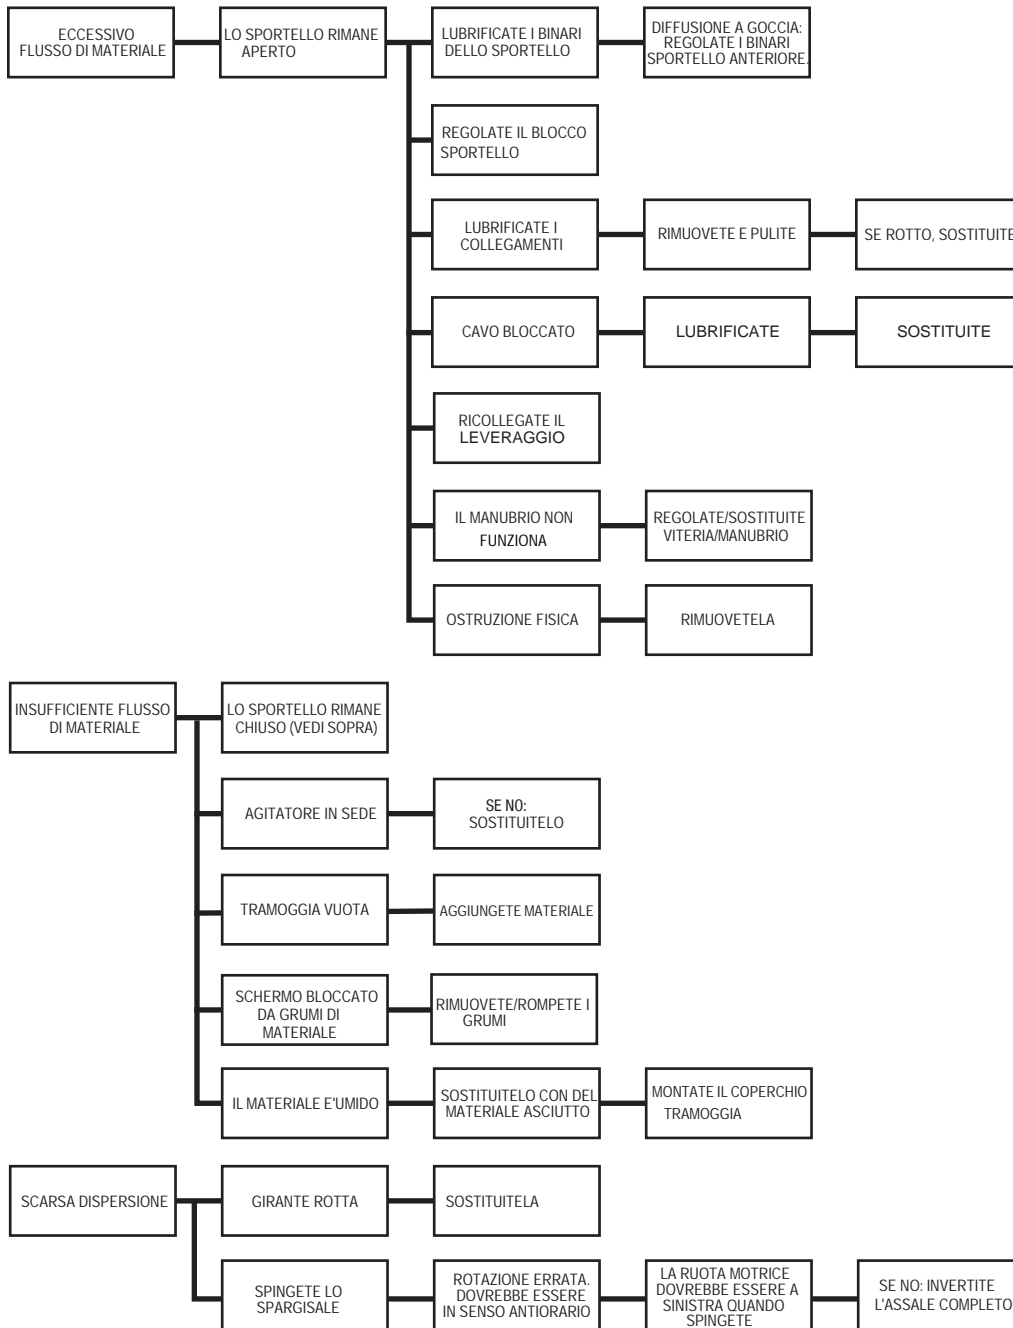 ECCESSIVO
FLUSSO DI MATERIALE
LO SPORTELLO RIMANE
APERTO
LUBRIFICATE I BINARI
DELLO SPORTELLO
DIFFUSIONE A GOCCIA:
REGOLATE I BINARI
SPORTELLO ANTERIORE.
REGOLATE IL BLOCCO
SPORTELLO
LUBRIFICATE I
COLLEGAMENTI
RIMUOVETE E PULITE
SE ROTTO, SOSTITUITE
CAVO BLOCCATO
LUBRIFICATE
SOSTITUITE
RICOLLEGATE IL
LEVERAGGIO
IL MANUBRIO NON
FUNZIONA
REGOLATE/SOSTITUITE
VITERIA/MANUBRIO
OSTRUZIONE FISICA
RIMUOVETELA
INSUFFICIENTE FLUSSO
DI MATERIALE
LO SPORTELLO RIMANE
CHIUSO (VEDI SOPRA)
AGITATORE IN SEDE
SE NO:
SOSTITUITELO
TRAMOGGIA VUOTA
AGGIUNGETE MATERIALE
SCHERMO BLOCCATO
DA GRUMI DI
MATERIALE
RIMUOVETE/ROMPETE I
GRUMI
IL MATERIALE E'UMIDO
SOSTITUITELO CON DEL
MATERIALE ASCIUTTO
MONTATE IL COPERCHIO
TRAMOGGIA
SCARSA DISPERSIONE
GIRANTE ROTTA
SOSTITUITELA
SPINGETE LO
SPARGISALE
ROTAZIONE ERRATA.
DOVREBBE ESSERE
IN SENSO ANTIORARIO
LA RUOTA MOTRICE
DOVREBBE ESSERE A
SINISTRA QUANDO
SPINGETE
SE NO: INVERTITE
L'ASSALE COMPLETO